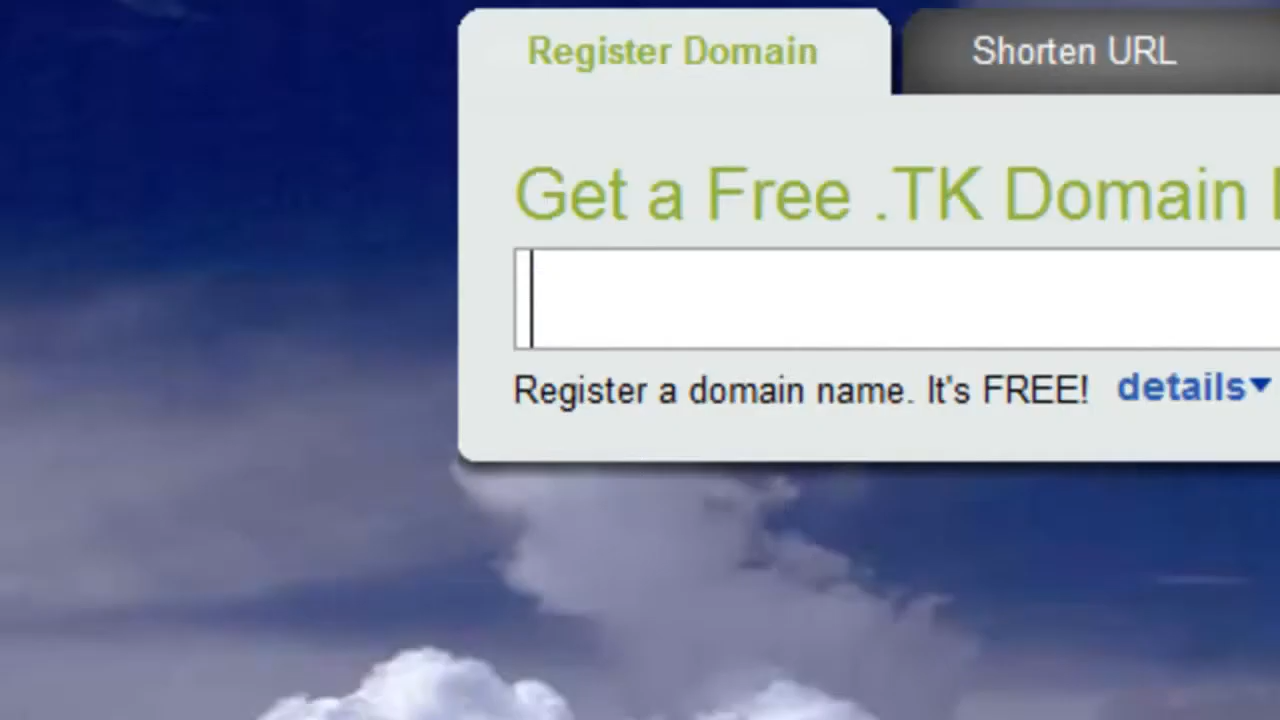 Register Domain
Shorten URL
Get a Free .TK Domain
Register a domain name. It's FREE! details